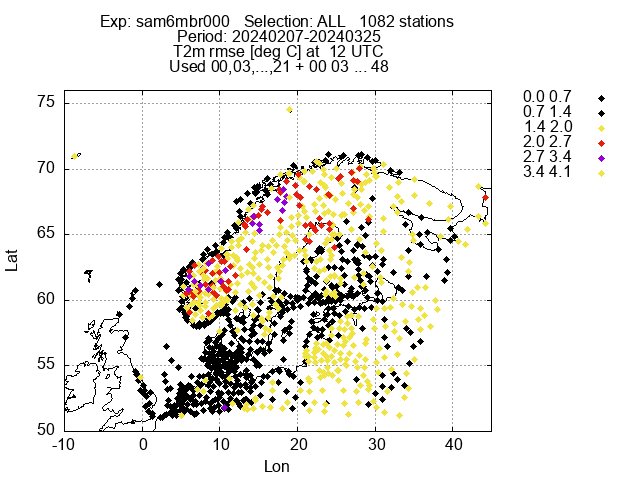 Exp: sam6mbr000   Selection: ALL   1082 stations
Period: 20240207-20240325
T2m rmse [deg C] at  12 UTC
Used 00,03,...,21 + 00 03 ... 48
75
70
65
60
55
50
Lat
-10 0 10 20 30 40
Lon
0.0 0.7
0.7 1.4
1.4 2.0
2.0 2.7
2.7 3.4
3.4 4.1